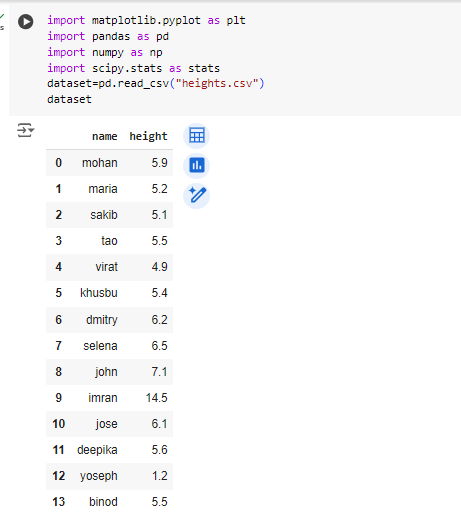 import matplotlib.pyplot as plt
import pandas as pd
import numpy as np
import scipy.stats as stats
dataset=pd.read_csv("heights.csv")
dataset
name height
0 mohan 5.9
1 maria 5.2
2 sakib 5.1
3 tao 5.5
4 virat 4.9
5 khusbu 5.4
6 dmitry 6.2
7 selena 6.5
8 john 7.1
9 imran 14.5
10 jose 6.1
11 deepika 5.6
12 yoseph 1.2
13 binod 5.5